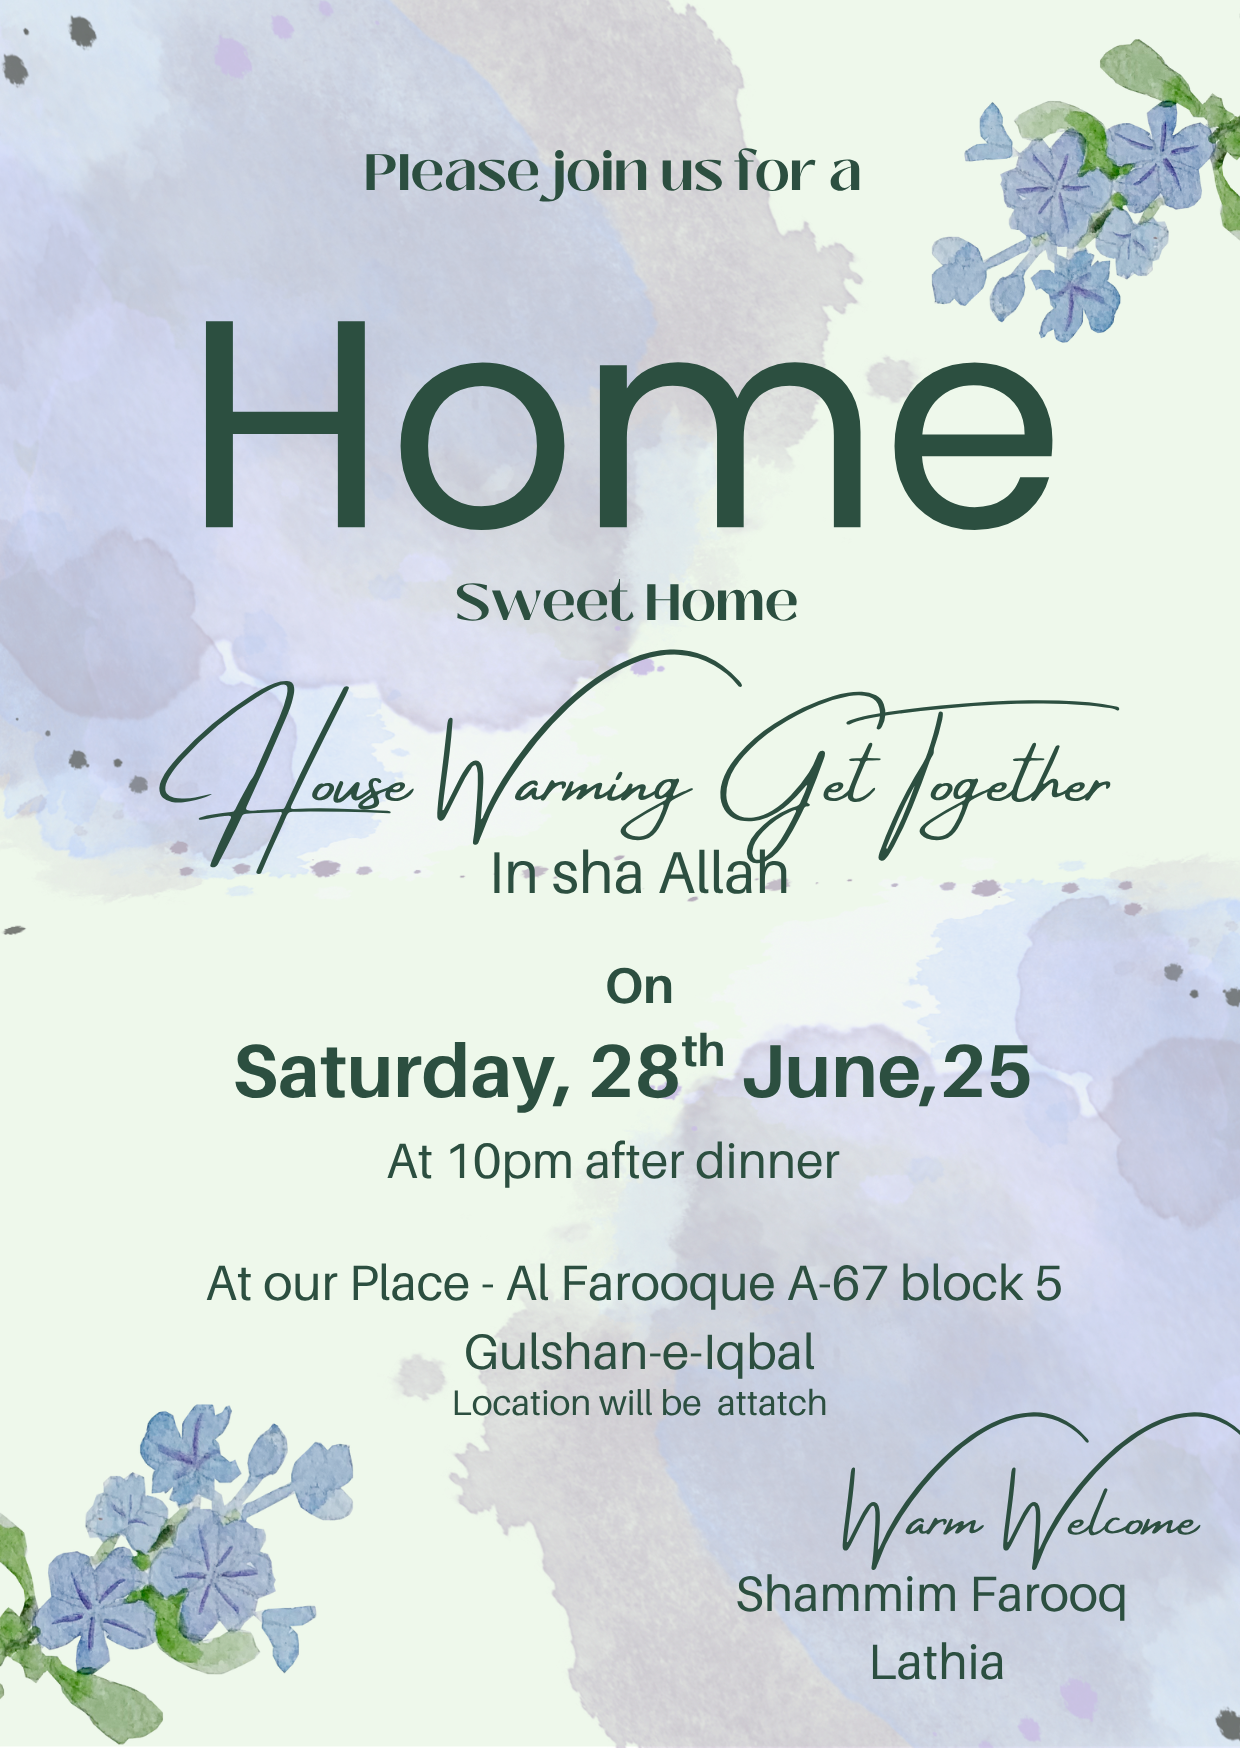 Please join us for a
Home
Sweet Home
House Warming Get Together
In sha Allah
On
Saturday, 28th June,25
At 10pm after dinner
At our Place - Al Farooque A-67 block 5
Gulshan-e-Iqbal
Location will be  attatch
Warm Welcome
Shammim Farooq
Lathia